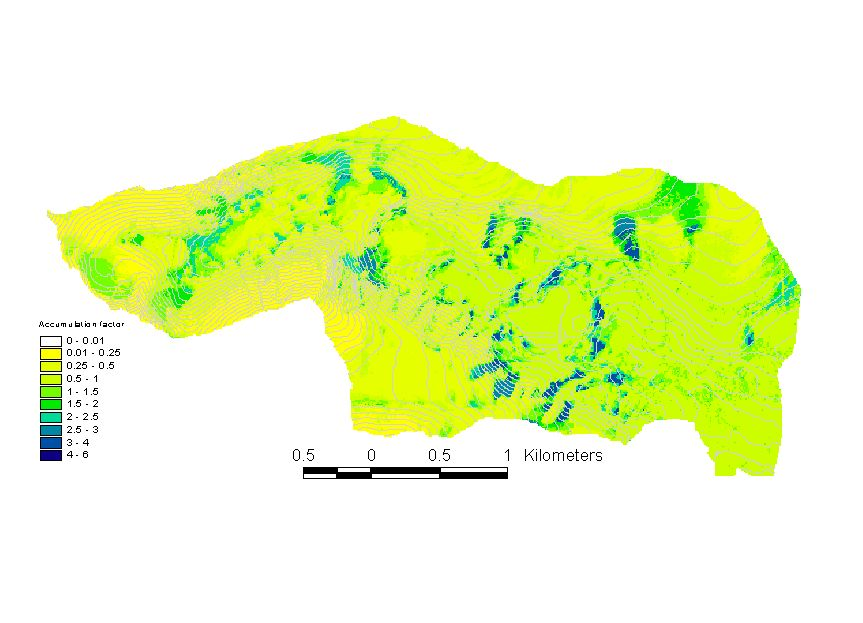 Accumulation factor
0 - 0.01
0.01 - 0.25
0.25 - 0.5
0.5 - 1
1 - 1.5
1.5 - 2
2 - 2.5
2.5 - 3
3 - 4
4 - 6
0.5 0 0.5 1 Kilometers